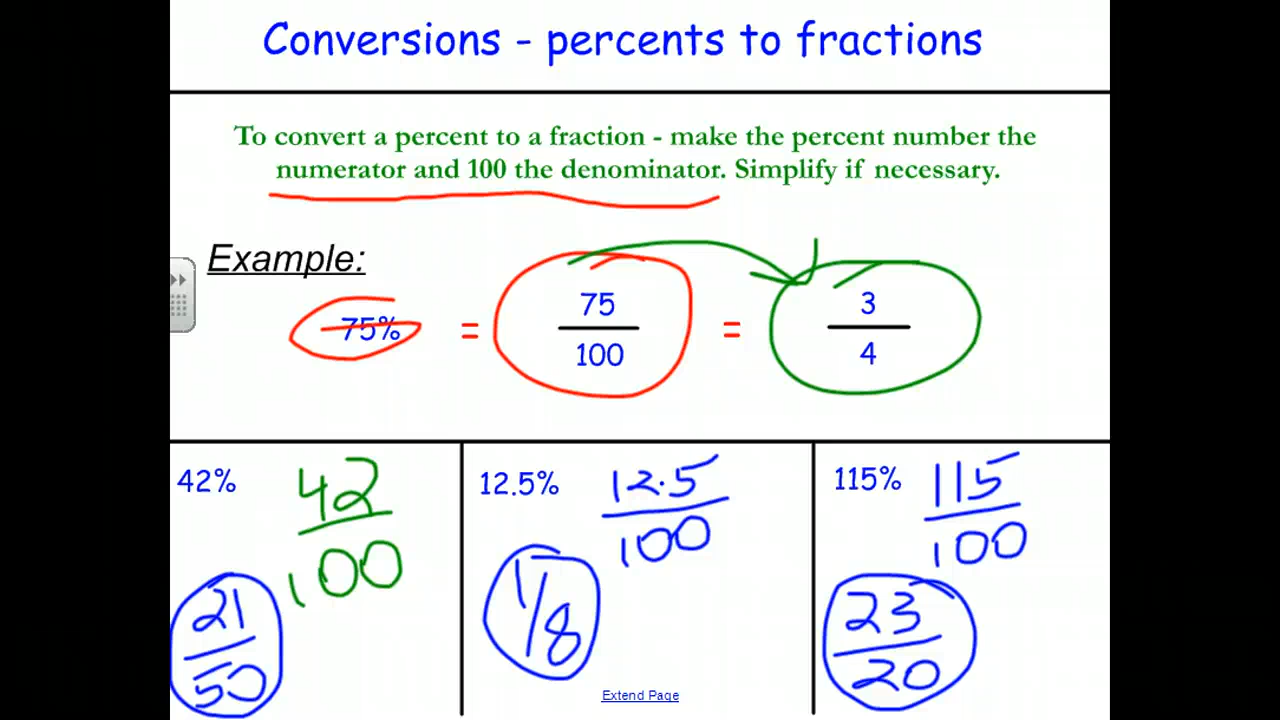 Conversions - percents to fractions
To convert a percent to a fraction - make the percent number the
numerator and 100 the denominator. Simplify if necessary.
Example:
75% = 75/100 = 3/4
42% 42/100
21/50
12.5% 12.5/100
1/8
115% 115/100
23/20
Extend Page